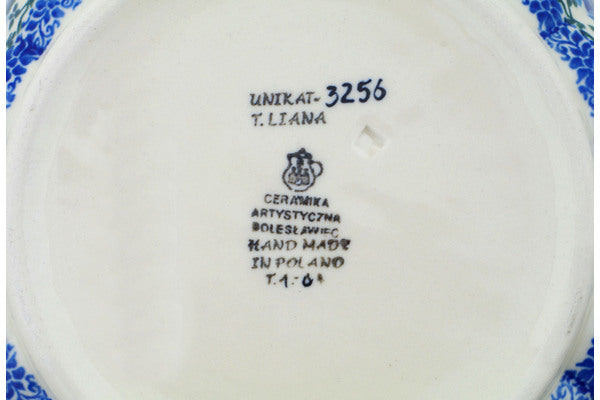 UNIKAT-3256
T. LIANA
CERAMIKA
ARTYSTYCZNA
BOLESŁAWIEC
HAND MADE
IN POLAND